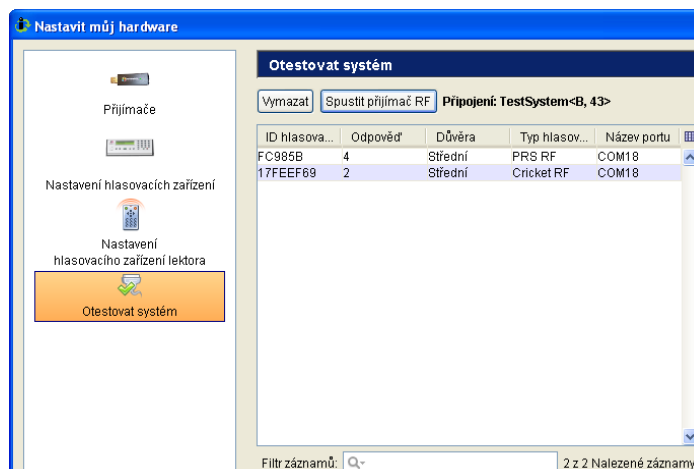 Nastavit můj hardware
Přijímače
Nastavení hlasovacích zařízení
Nastavení
hlasovacího zařízení lektora
Otestovat systém
Otestovat systém
Vymazat Spustit přijímač RF Připojení: TestSystem<B, 43>
ID hlasova... Odpověď Důvěra Typ hlasov... Název portu
FC985B 4 Střední PRS RF COM18
17FEEF69 2 Střední Cricket RF COM18
Filtr záznamů: 2 z 2 Nalezené záznamy